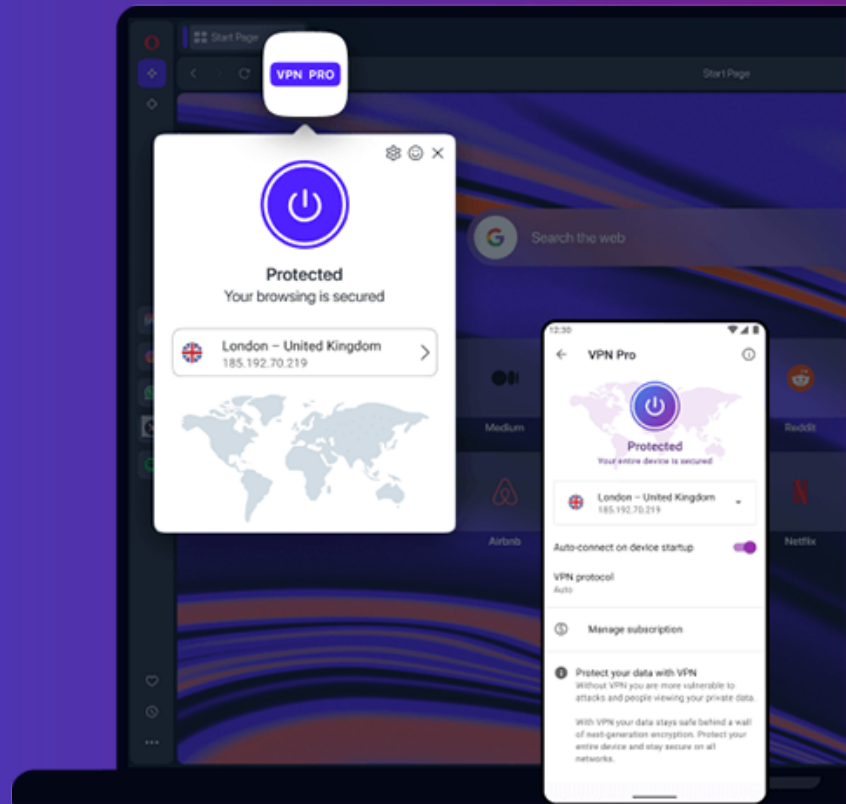 Start Page
VPN PRO
Start Page
Protected
Your browsing is secured
London – United Kingdom
185.192.70.219
Search the web
Medium
Reddit
Airbnb
Netflix
12:30
VPN Pro
Protected
Your entire device is secured
London – United Kingdom
185.192.70.219
Auto-connect on device startup
VPN protocol
Auto
Manage subscription
Protect your data with VPN
Without VPN you are more vulnerable to
attacks and people viewing your private data.
With VPN your data stays safe behind a wall
of next-generation encryption. Protect your
entire device and stay secure on all
networks.